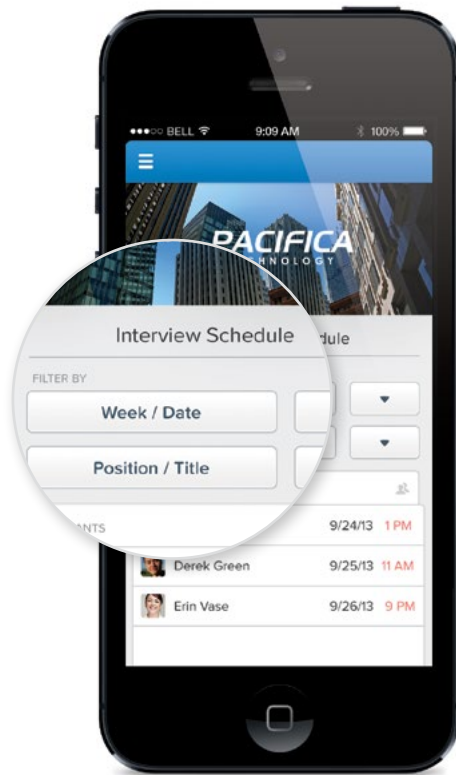 BELL 9:09 AM 100%
PACIFICA
TECHNOLOGY
Interview Schedule
FILTER BY
Week / Date
Position / Title
9/24/13 1 PM
Derek Green 9/25/13 11 AM
Erin Vase 9/26/13 9 PM